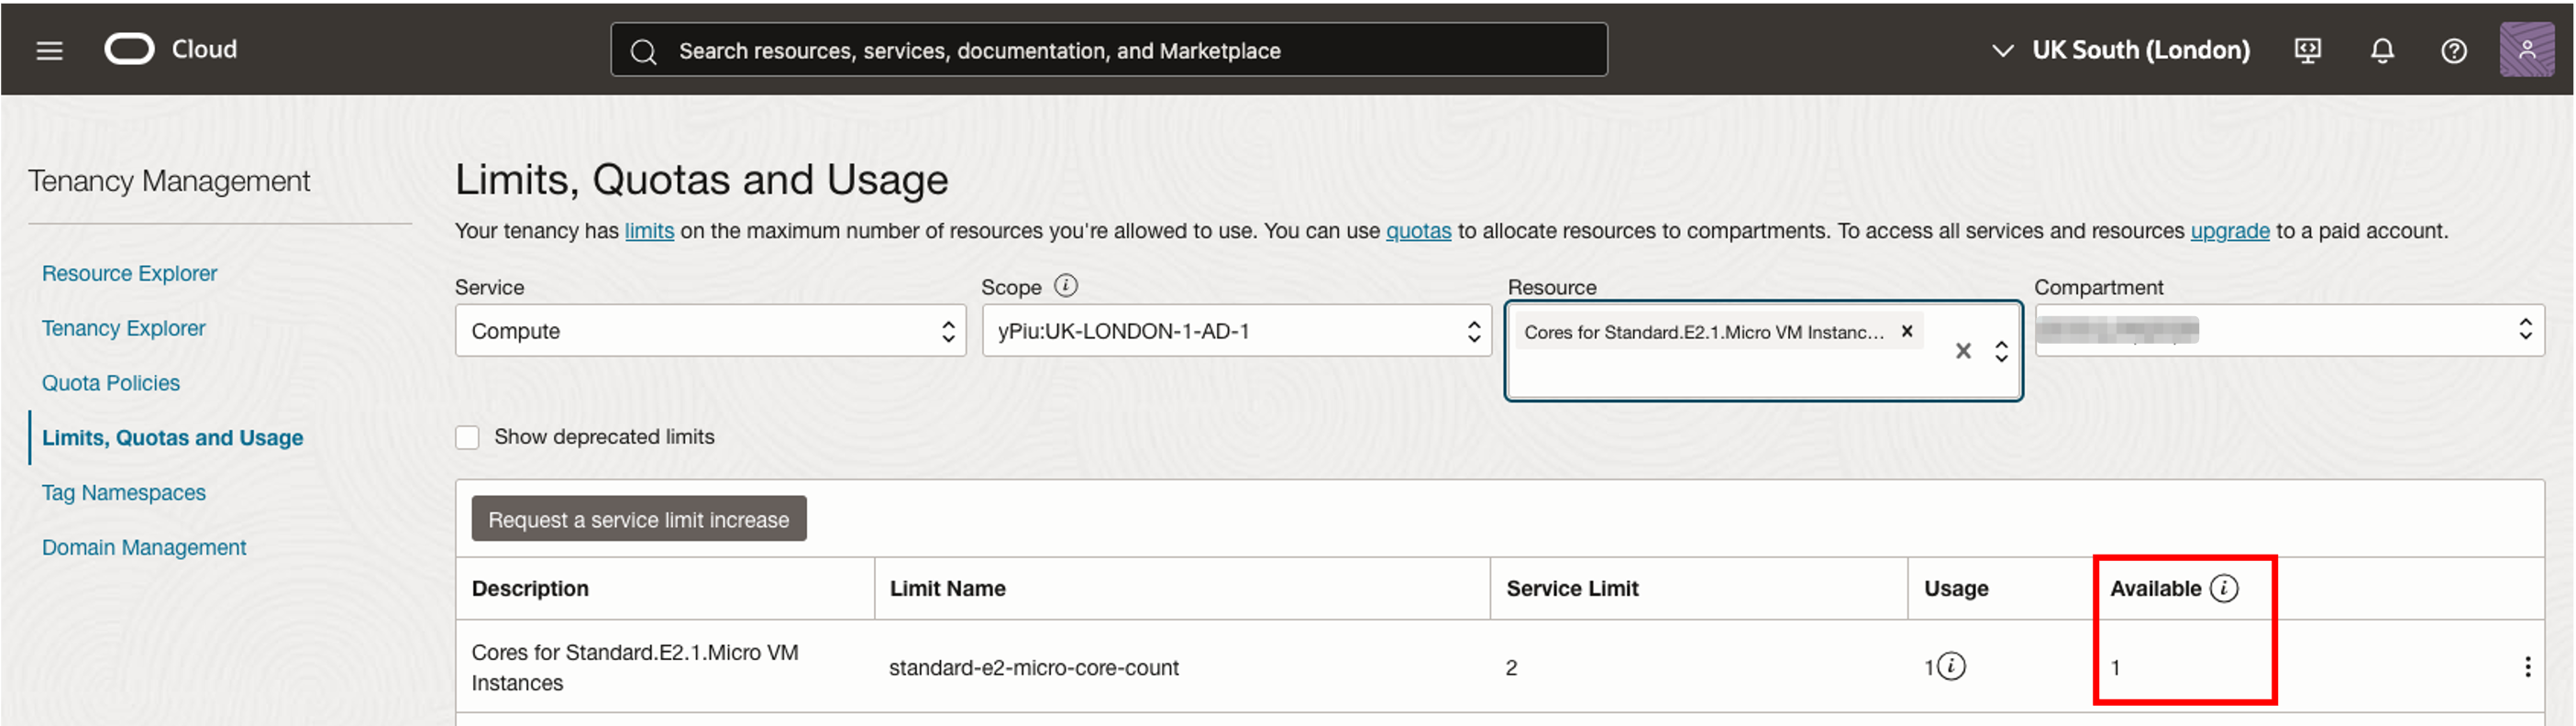 Cloud
Search resources, services, documentation, and Marketplace
UK South (London)
Tenancy Management
Resource Explorer
Tenancy Explorer
Quota Policies
Limits, Quotas and Usage
Tag Namespaces
Domain Management
Limits, Quotas and Usage
Your tenancy has limits on the maximum number of resources you're allowed to use. You can use quotas to allocate resources to compartments. To access all services and resources upgrade to a paid account.
Service
Compute
Scope
yPiu:UK-LONDON-1-AD-1
Resource
Cores for Standard.E2.1.Micro VM Instanc...
Compartment
Show deprecated limits
Request a service limit increase
Description Limit Name Service Limit Usage Available
Cores for Standard.E2.1.Micro VM
Instances
standard-e2-micro-core-count 2 1 1